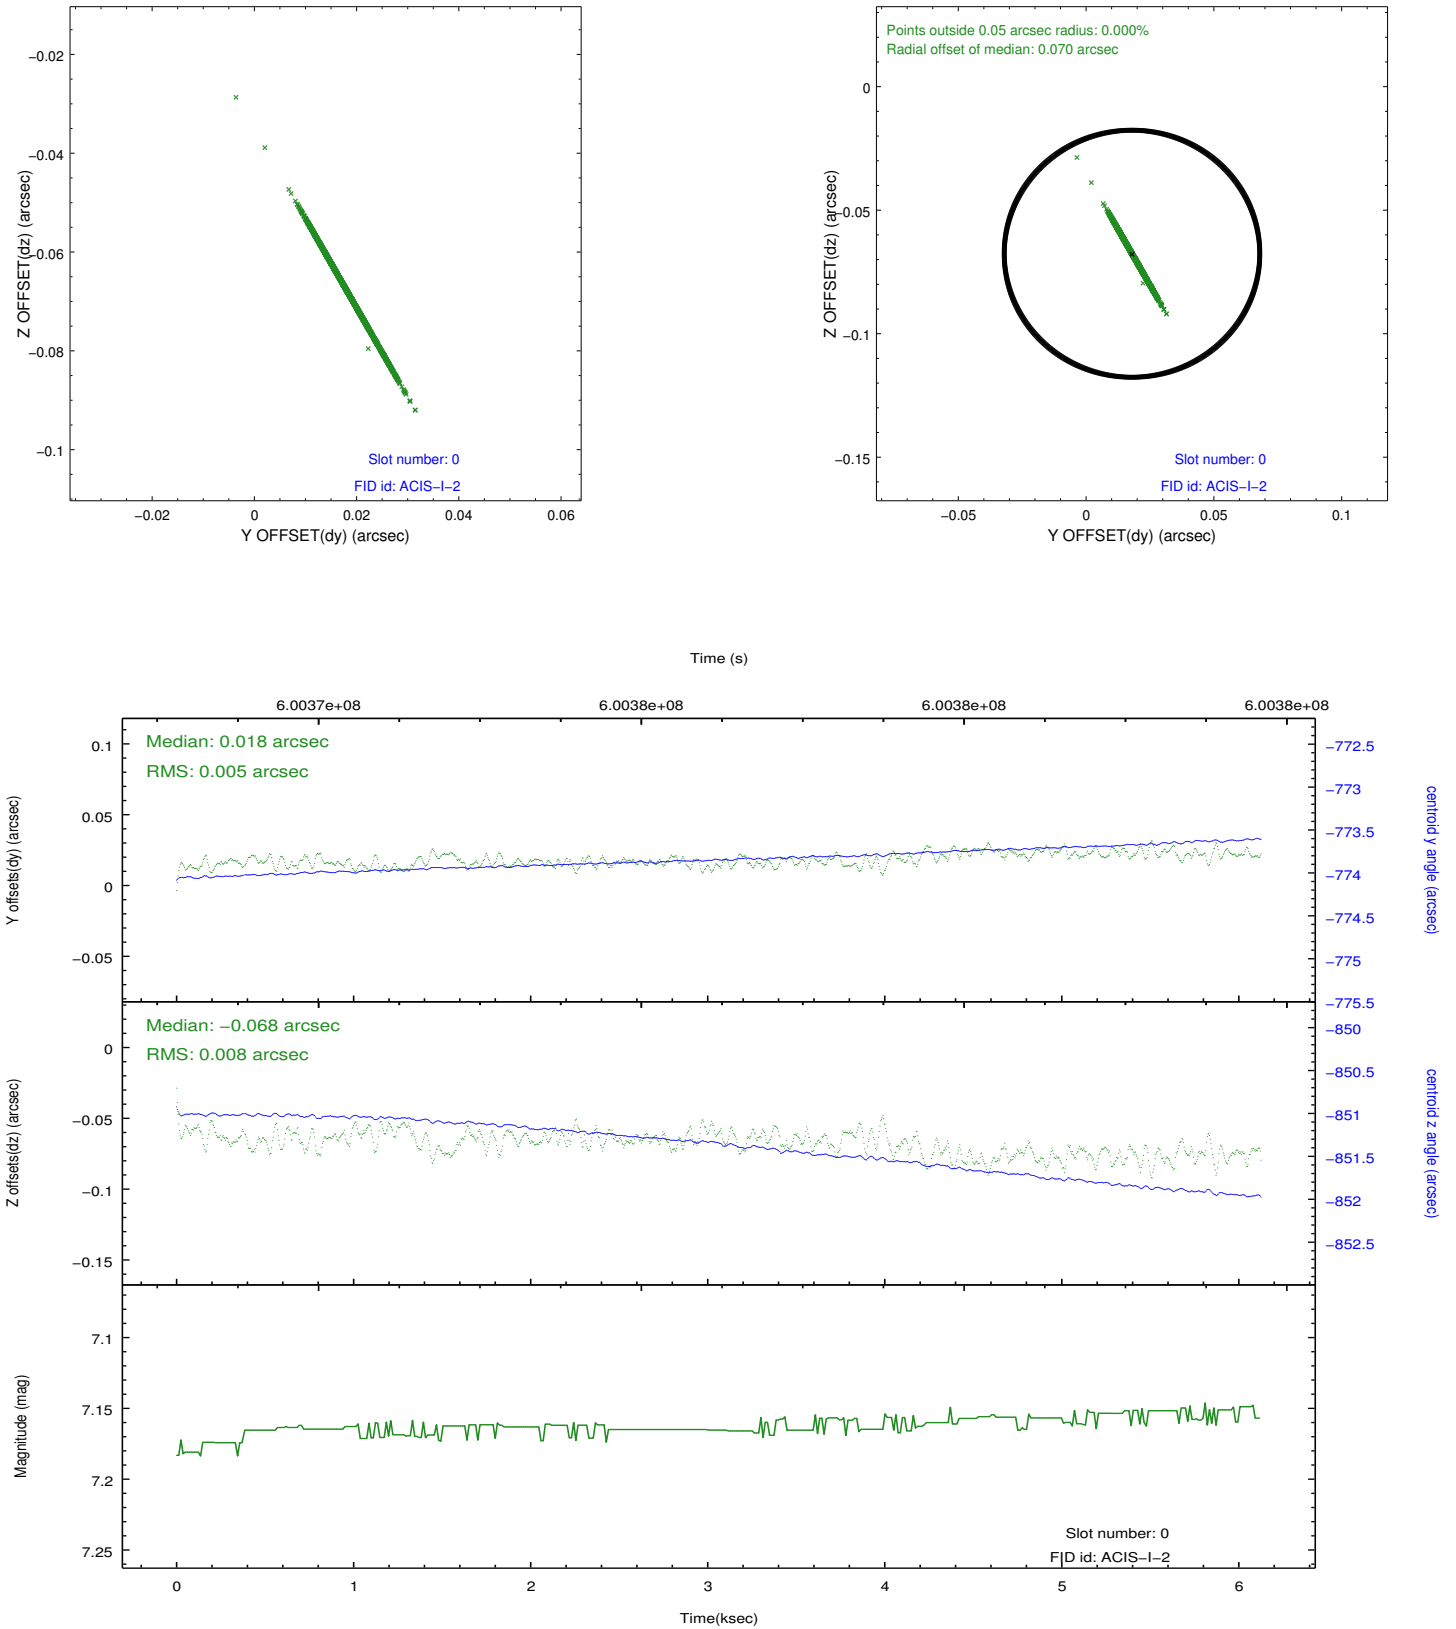 −0.02
−0.04
−0.06
−0.08
−0.1
Z OFFSET(dz) (arcsec)
Slot number: 0
FID id: ACIS−I−2
−0.02 0 0.02 0.04 0.06
Y OFFSET(dy) (arcsec)
Points outside 0.05 arcsec radius: 0.000%
Radial offset of median: 0.070 arcsec
0
−0.05
−0.1
−0.15
Z OFFSET(dz) (arcsec)
Slot number: 0
FID id: ACIS−I−2
−0.05 0 0.05 0.1
Y OFFSET(dy) (arcsec)
Time (s)
6.0037e+08 6.0038e+08 6.0038e+08 6.0038e+08
Median: 0.018 arcsec
RMS: 0.005 arcsec
0.1
0.05
0
−0.05
Y offsets(dy) (arcsec)
−772.5
−773
−773.5
−774
−774.5
−775
−775.5
centroid y angle (arcsec)
Median: −0.068 arcsec
RMS: 0.008 arcsec
0
−0.05
−0.1
−0.15
Z offsets(dz) (arcsec)
−850
−850.5
−851
−851.5
−852
−852.5
centroid z angle (arcsec)
7.1
7.15
7.2
7.25
Magnitude (mag)
Slot number: 0
FID id: ACIS−I−2
0 1 2 3 4 5 6
Time(ksec)